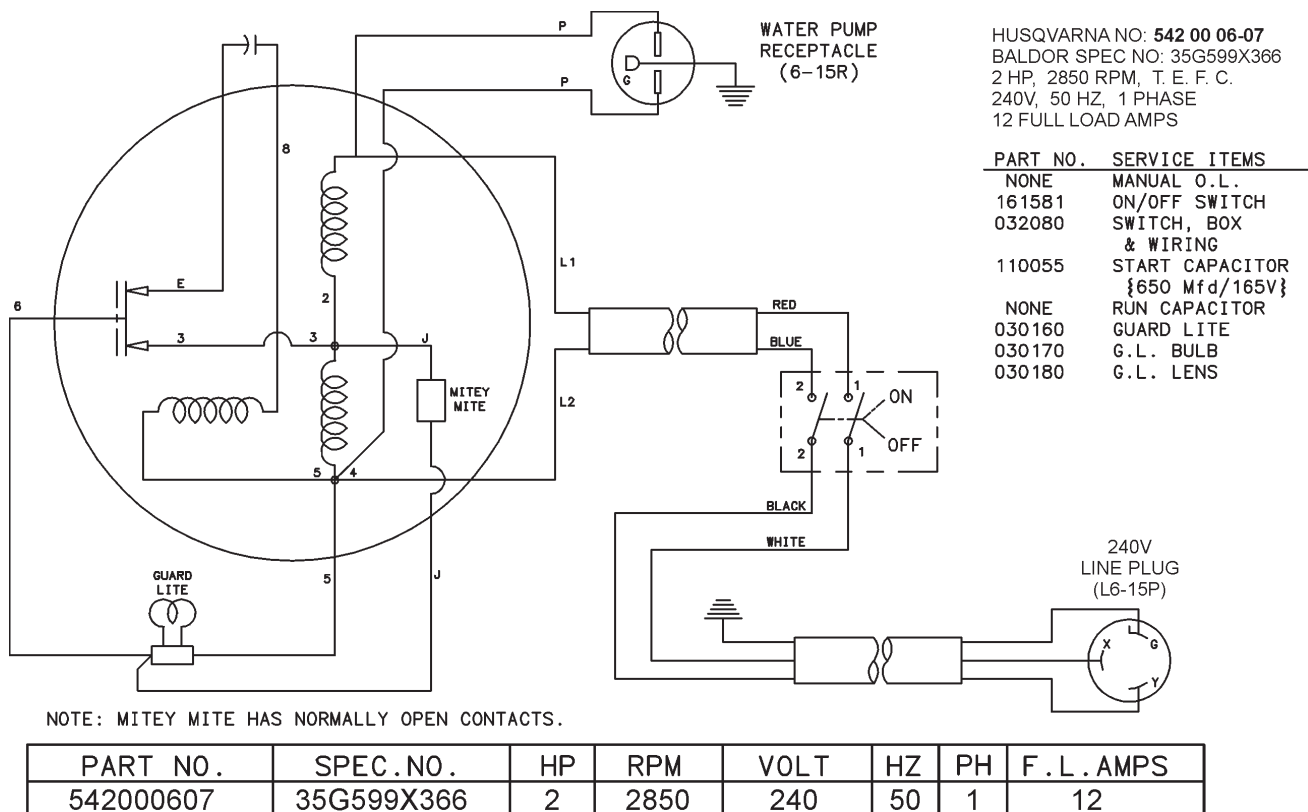 P
P
WATER PUMP
RECEPTACLE
(6-15R)
G
HUSQVARNA NO: 542 00 06-07
BALDOR SPEC NO: 35G599X366
2 HP, 2850 RPM, T. E. F. C.
240V, 50 HZ, 1 PHASE
12 FULL LOAD AMPS
PART NO. SERVICE ITEMS
NONE MANUAL O.L.
161581 ON/OFF SWITCH
032080 SWITCH, BOX
& WIRING
110055 START CAPACITOR
{650 Mfd/165V}
NONE RUN CAPACITOR
030160 GUARD LITE
030170 G.L. BULB
030180 G.L. LENS
8
E
6
2
3
3
J
L1
RED
BLUE
MITEY
MITE
L2
2
1
ON
OFF
2
1
5
4
BLACK
WHITE
5
J
GUARD
LITE
240V
LINE PLUG
(L6-15P)
X
G
Y
NOTE: MITEY MITE HAS NORMALLY OPEN CONTACTS.
PART NO. SPEC.NO. HP RPM VOLT HZ PH F.L.AMPS
542000607 35G599X366 2 2850 240 50 1 12